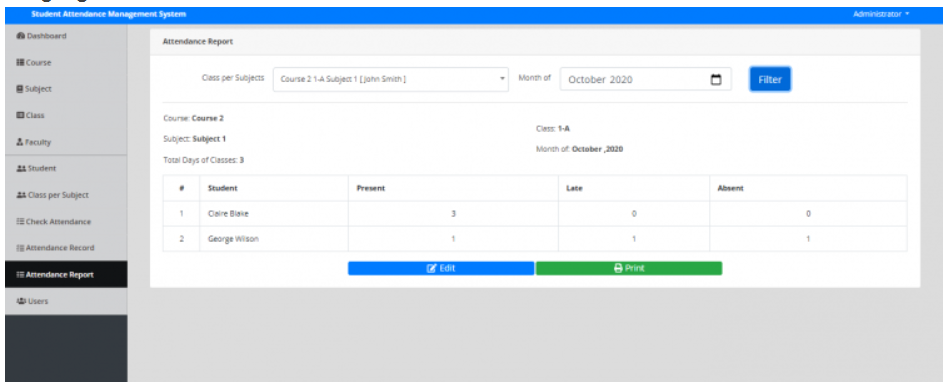 Student Attendance Management System
Administrator
Dashboard
Course
Subject
Class
Faculty
Student
Class per Subject
Check Attendance
Attendance Record
Attendance Report
Users
Attendance Report
Class per Subjects Course 2 1-A Subject 1 [ John Smith ] Month of October 2020 Filter
Course: Course 2
Subject: Subject 1
Total Days of Classes: 3
Class: 1-A
Month of: October ,2020
# Student Present Late Absent
1 Claire Blake 3 0 0
2 George Wilson 1 1 1
Edit Print